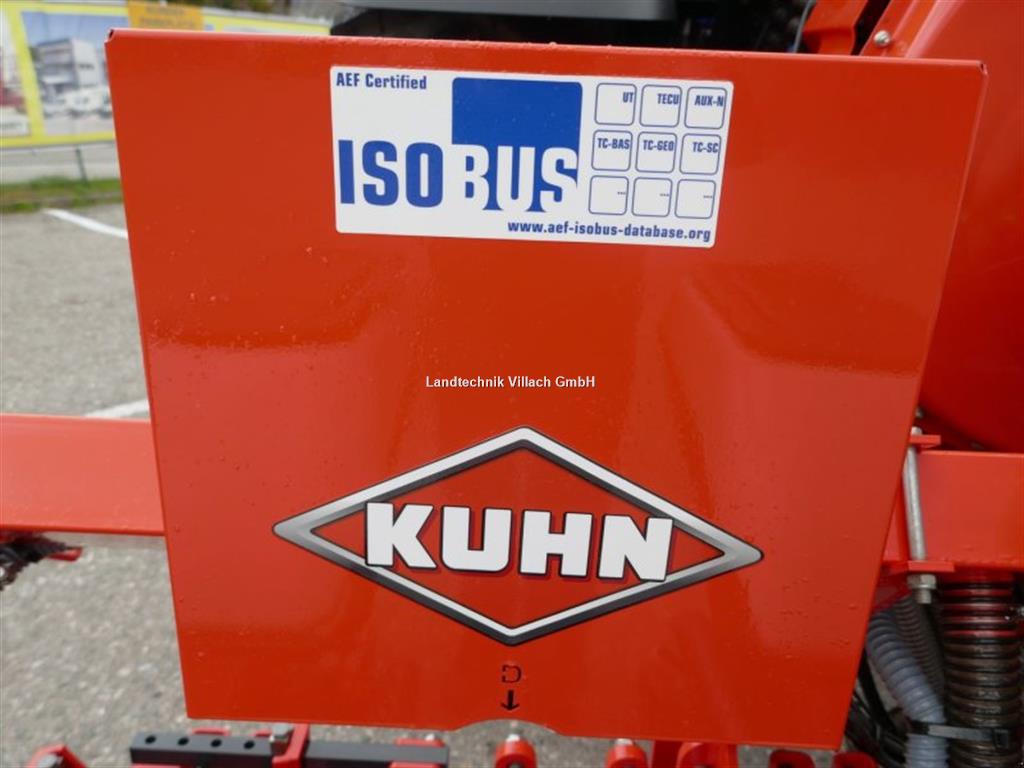 AEF Certified
ISOBUS
UT TECU AUX-N
TC-BAS TC-GEO TC-SC
... ... ...
www.aef-isobus-database.org
Landtechnik Villach GmbH
KUHN
D